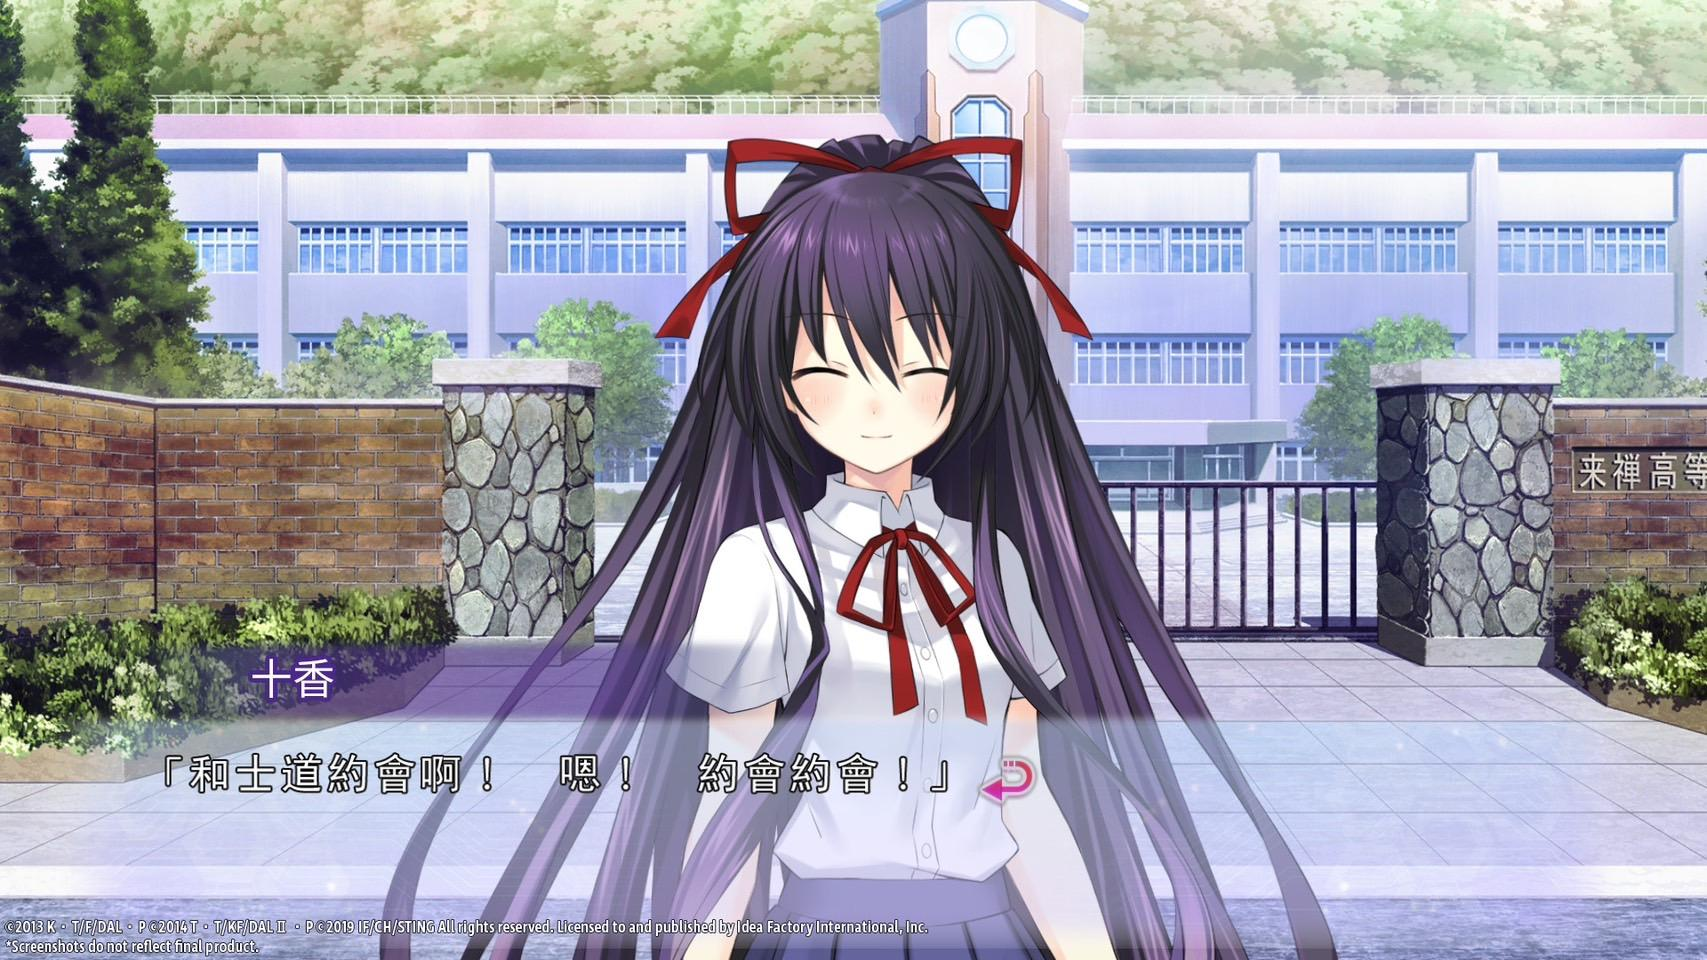 来禅高等
十香
「和士道約會啊！　嗯！　約會約會！」
©2013 K・T/F/DAL・P ©2014 T・T/KF/DAL Ⅱ・P ©2019 IF/CH/STING All rights reserved. Licensed to and published by Idea Factory International, Inc.
*Screenshots do not reflect final product.